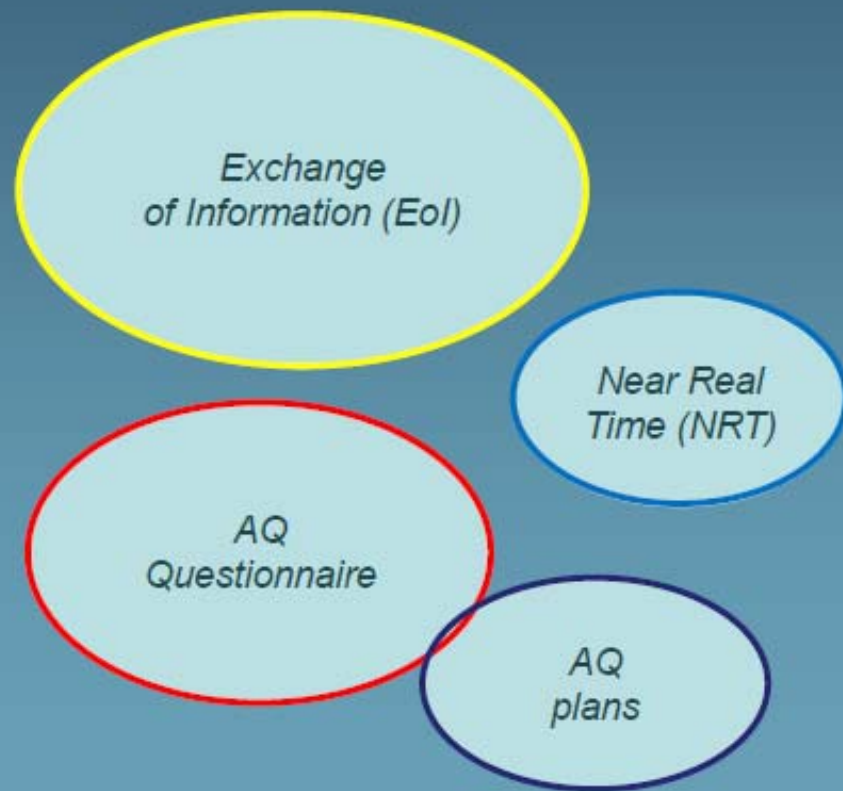 Exchange
of Information (EoI)
Near Real
Time (NRT)
AQ
Questionnaire
AQ
plans